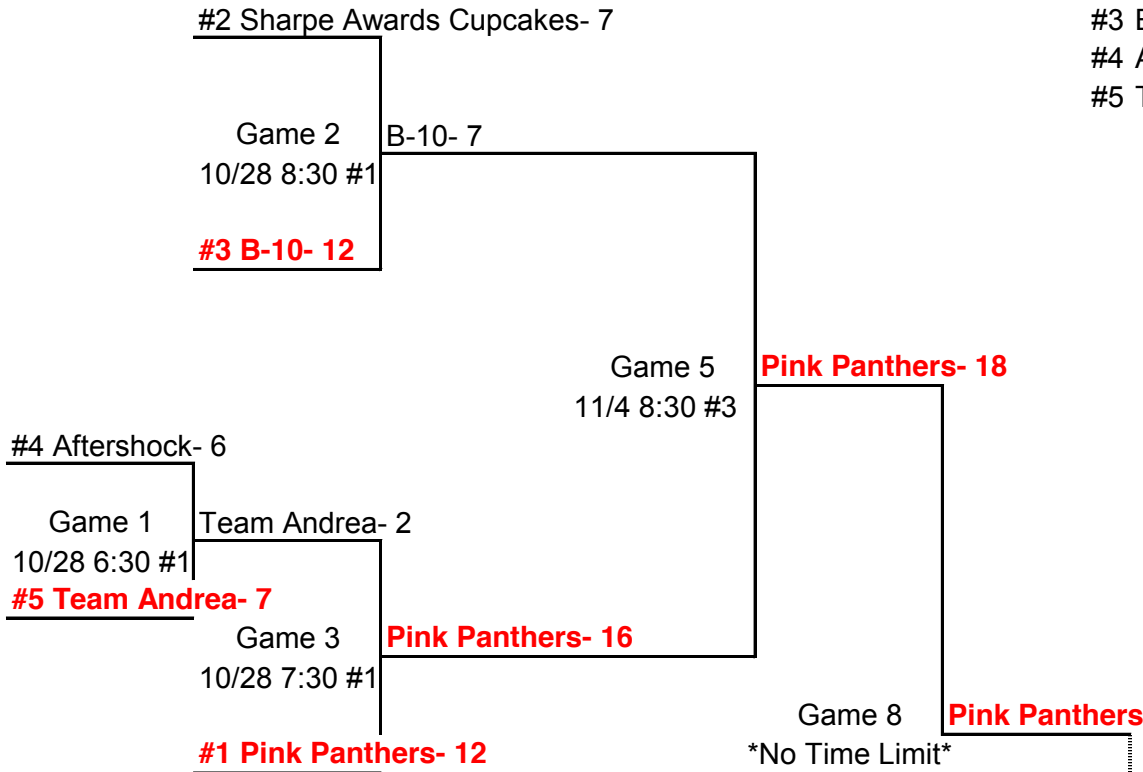 #2 Sharpe Awards Cupcakes- 7
#3
#4
#5
Game 2
B-10- 7
10/28 8:30 #1
#3 B-10- 12
Game 5
Pink Panthers- 18
11/4 8:30 #3
#4 Aftershock- 6
Game 1
Team Andrea- 2
10/28 6:30 #1
#5 Team Andrea- 7
Game 3
Pink Panthers- 16
10/28 7:30 #1
Game 8
Pink Panthers
#1 Pink Panthers- 12
*No Time Limit*